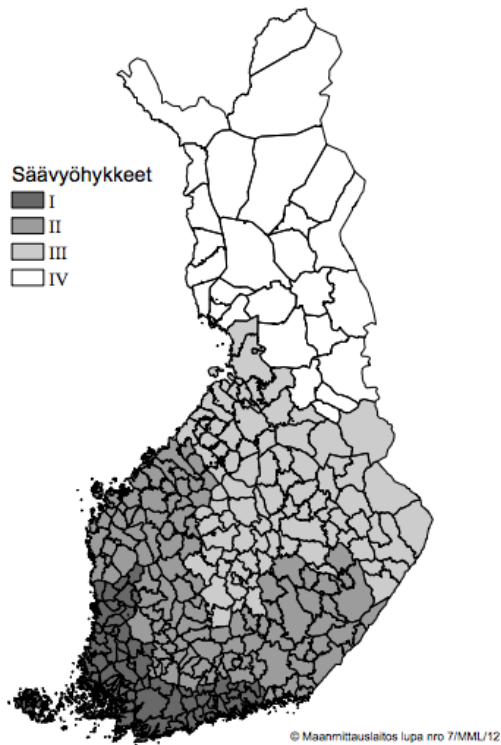 Säävyöhykkeet
I
II
III
IV
© Maanmittauslaitos lupa nro 7/MML/12